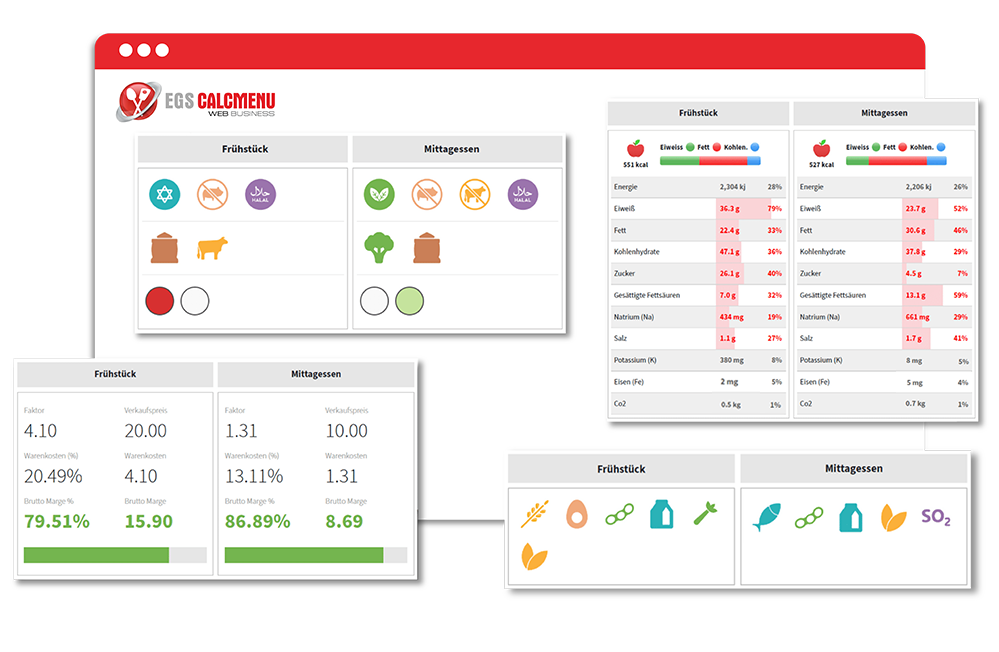 EGS CALCMENU
WEB BUSINESS
Frühstück Mittagessen
حلال HALAL حلال HALAL
Frühstück Mittagessen
551 kcal Eiweiss Fett Kohlen. 527 kcal Eiweiss Fett Kohlen.
Energie 2,304 kj 28% Energie 2,206 kj 26%
Eiweiß 36.3 g 79% Eiweiß 23.7 g 52%
Fett 22.4 g 33% Fett 30.6 g 46%
Kohlenhydrate 47.1 g 36% Kohlenhydrate 37.8 g 29%
Zucker 26.1 g 40% Zucker 4.5 g 7%
Gesättigte Fettsäuren 7.0 g 32% Gesättigte Fettsäuren 13.1 g 59%
Natrium (Na) 434 mg 19% Natrium (Na) 661 mg 29%
Salz 1.1 g 27% Salz 1.7 g 41%
Potassium (K) 380 mg 8% Potassium (K) 8 mg 5%
Eisen (Fe) 2 mg 5% Eisen (Fe) 5 mg 4%
Co2 0.5 kg 1% Co2 0.7 kg 1%
Frühstück Mittagessen
Faktor Verkaufspreis Faktor Verkaufspreis
4.10 20.00 1.31 10.00
Warenkosten (%) Warenkosten Warenkosten (%) Warenkosten
20.49% 4.10 13.11% 1.31
Brutto Marge % Brutto Marge Brutto Marge % Brutto Marge
79.51% 15.90 86.89% 8.69
Frühstück Mittagessen
SO2